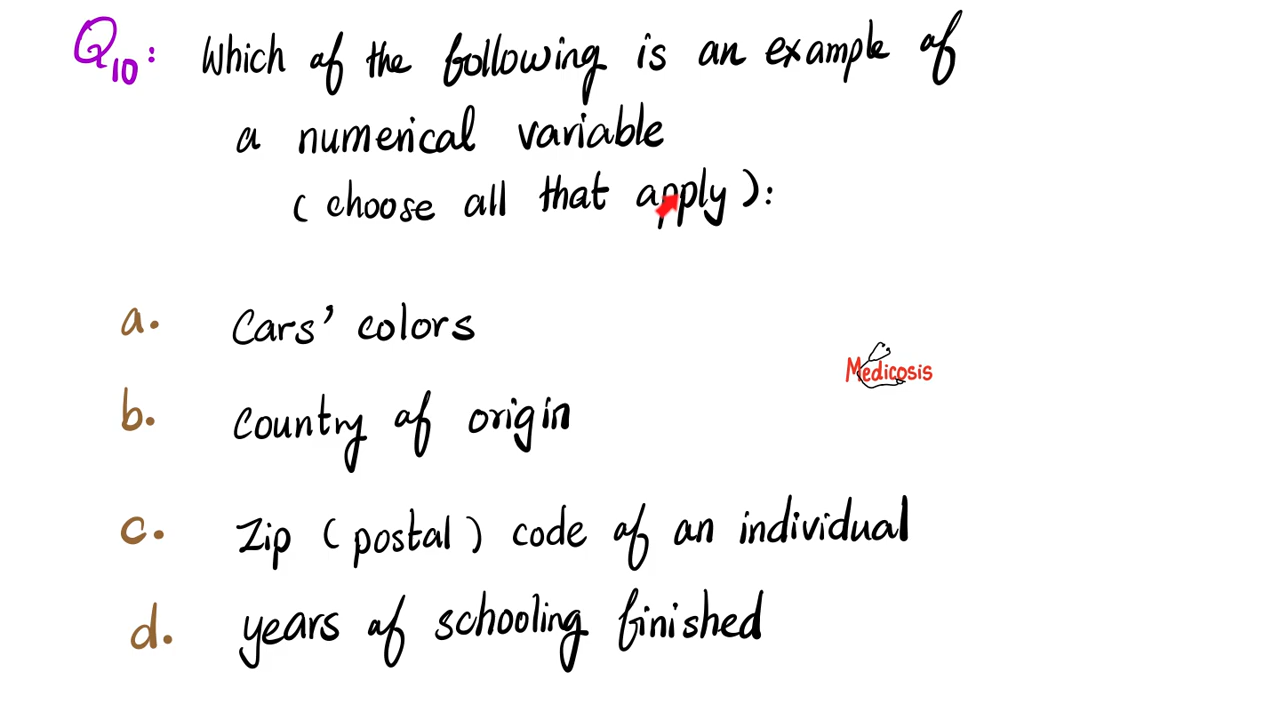 Q10: Which of the following is an example of
a numerical variable
(choose all that apply):
a. Cars' colors
Medicosis
b. Country of origin
c. Zip (postal) code of an individual
d. years of schooling finished